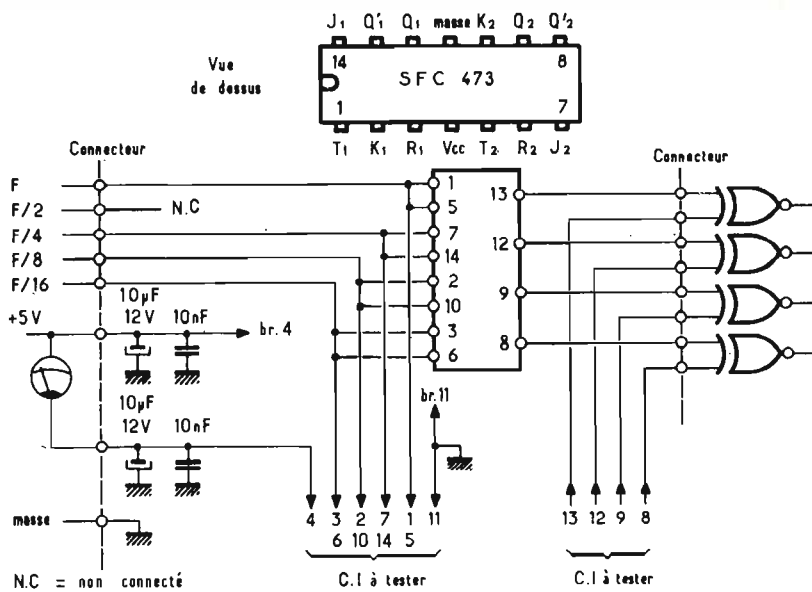 J1 Q'1 Q1 masse K2 Q2 Q'2
Vue
de dessus
14 8
SFC 473
1 7
T1 K1 R1 Vcc T2 R2 J2
Connecteur
Connecteur
F
F/2
N.C
F/4
F/8
F/16
1
5
7
14
2
10
3
6
13
12
9
8
+5V
10µF
12V
10nF
br.4
10µF
12V
10nF
br.11
masse
4 3 2 7 1 11
6 10 14 5
13 12 9 8
C.I à tester
C.I à tester
N.C = non connecté